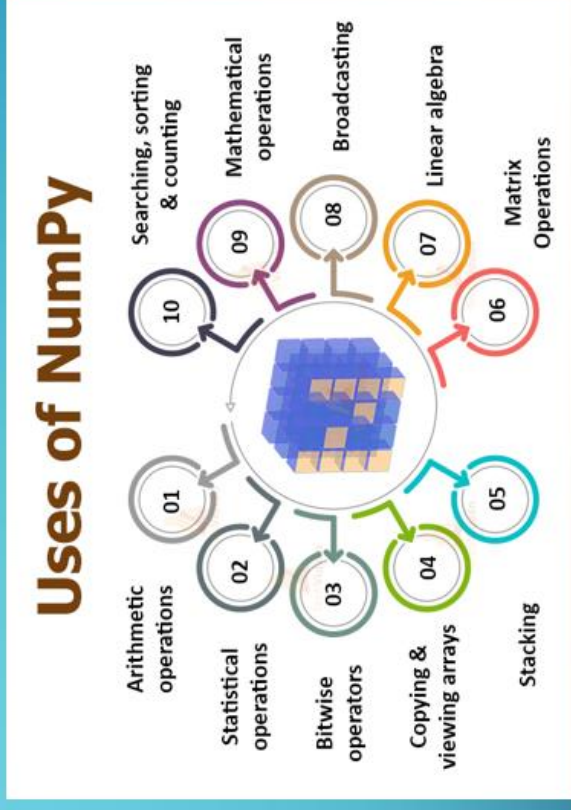 Uses of NumPy
01
Arithmetic
operations
02
Statistical
operations
03
Bitwise
operators
04
Copying &
viewing arrays
05
Stacking
06
Matrix
Operations
07
Linear algebra
08
Broadcasting
09
Mathematical
operations
10
Searching, sorting
& counting